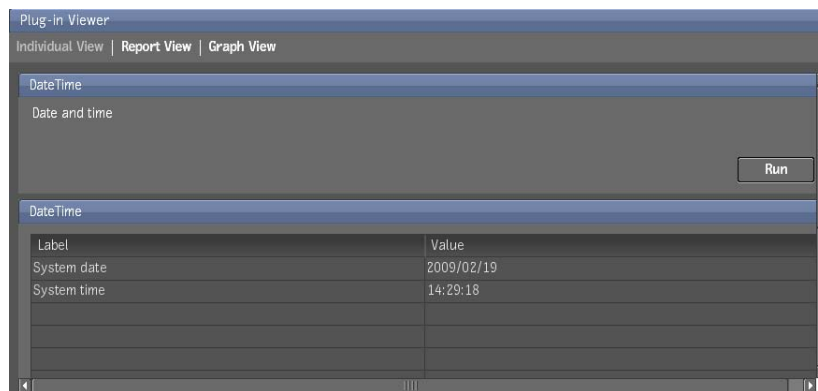 Plug-in Viewer
Individual View | Report View | Graph View
DateTime
Date and time
Run
DateTime
Label Value
System date 2009/02/19
System time 14:29:18